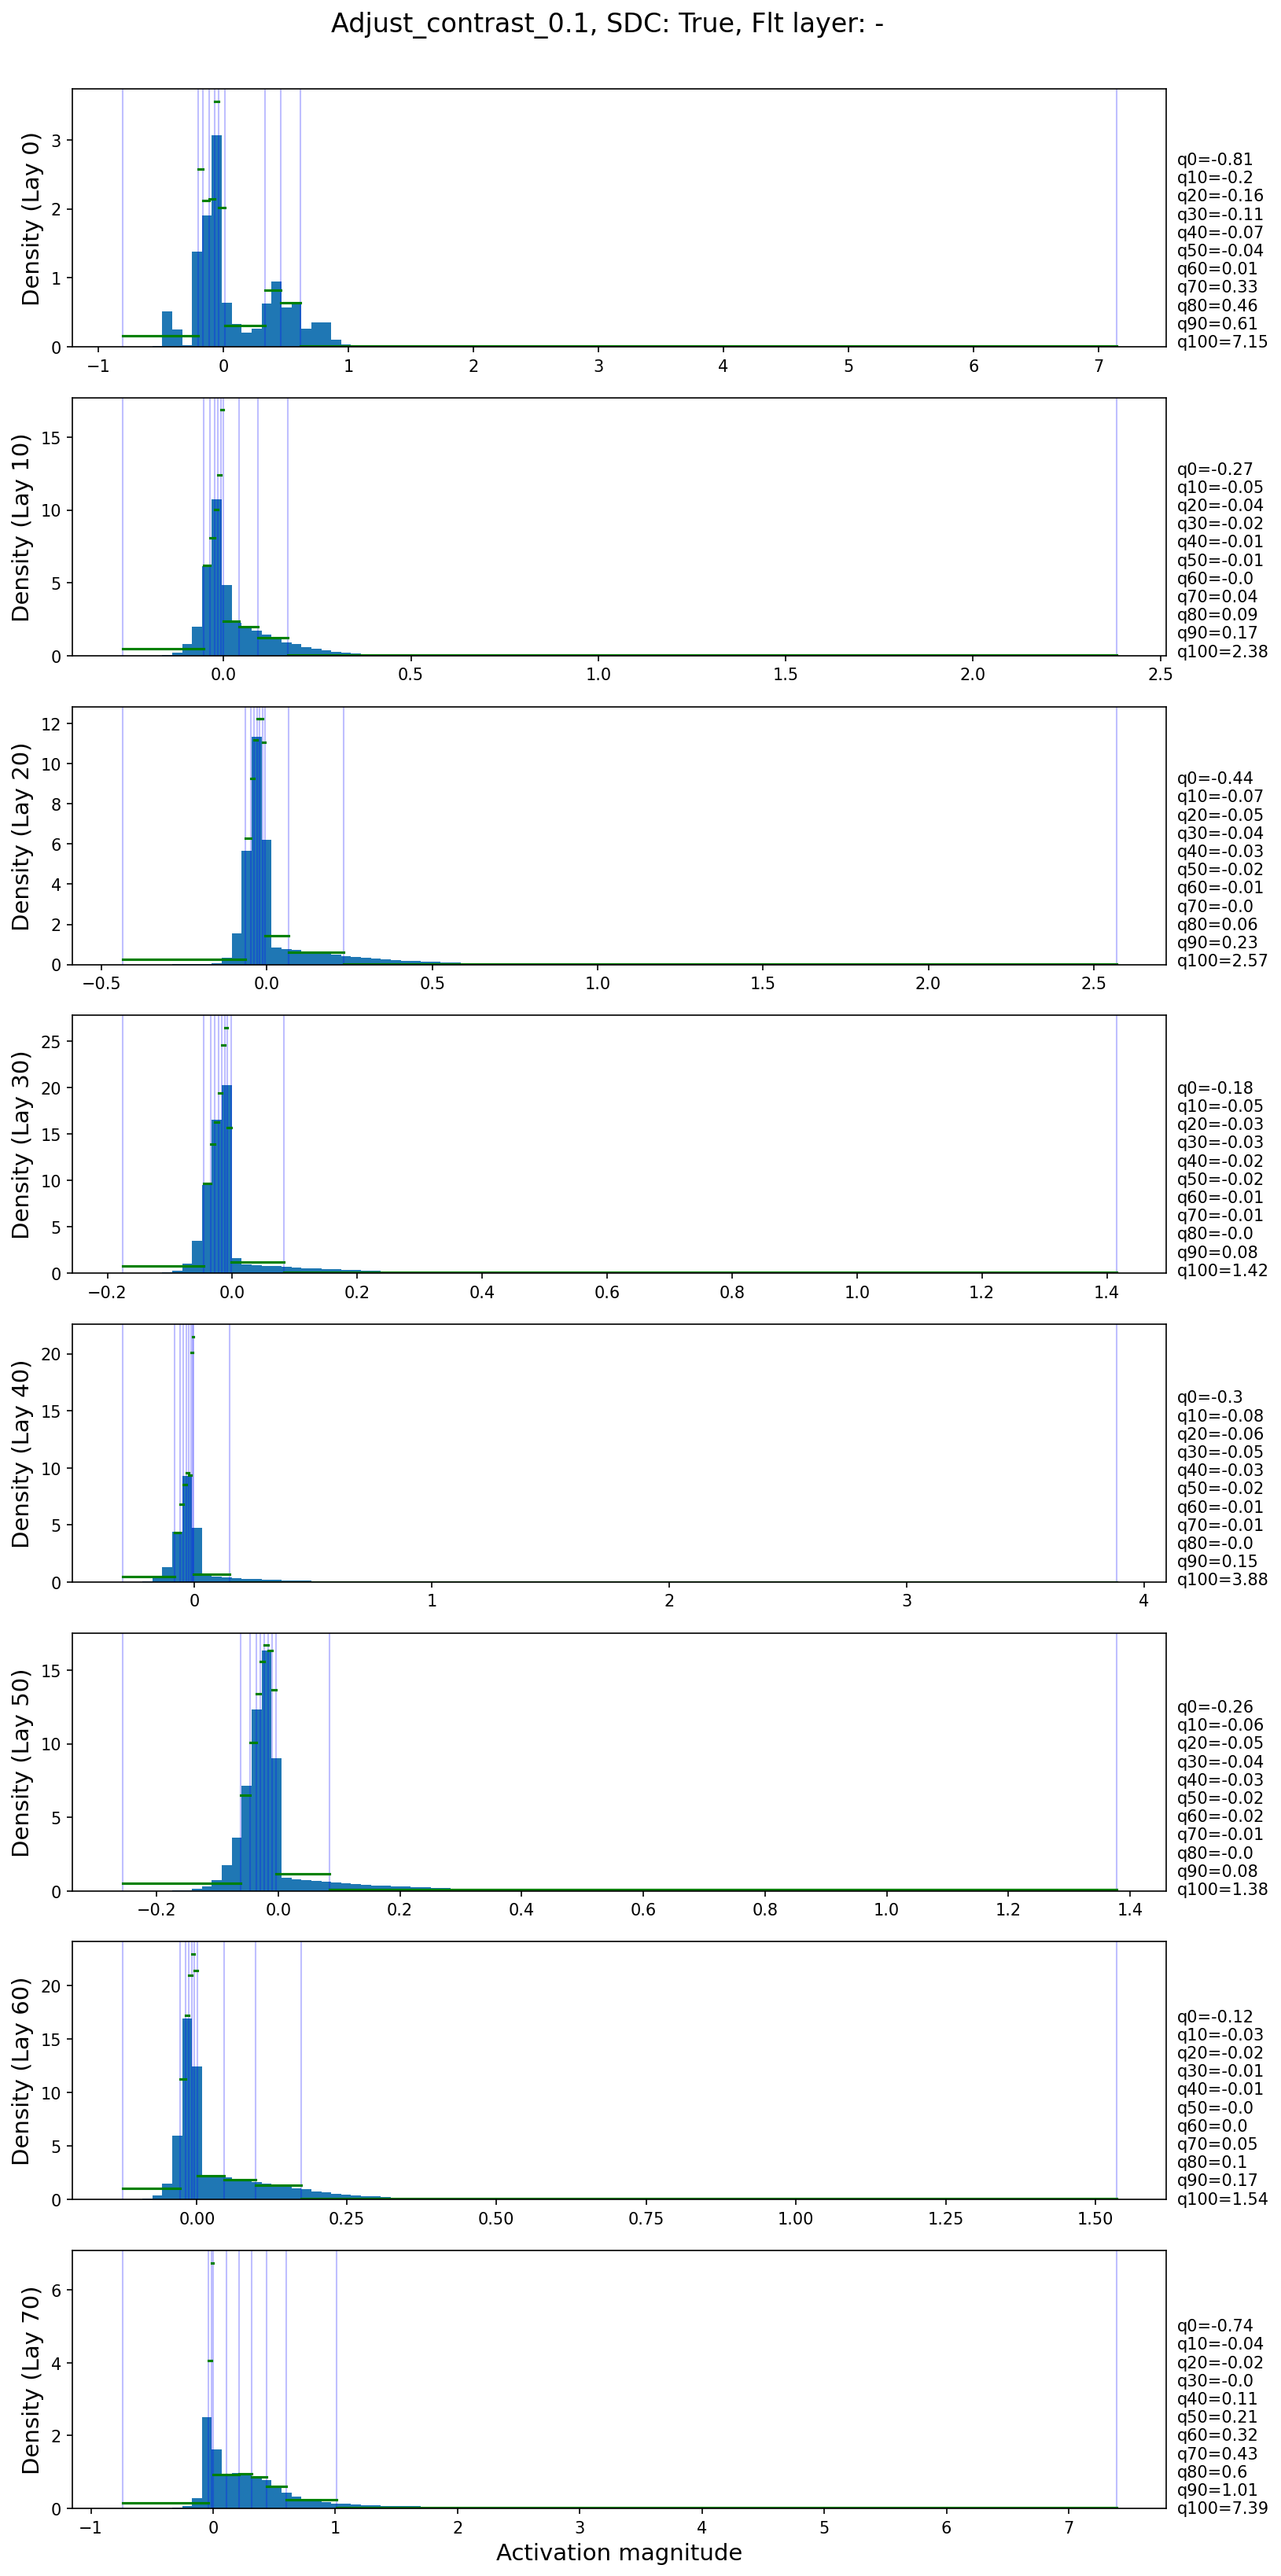 Adjust_contrast_0.1, SDC: True, Flt layer: -
Density (Lay 0)
3
2
1
0
−1 0 1 2 3 4 5 6 7
q0=-0.81
q10=-0.2
q20=-0.16
q30=-0.11
q40=-0.07
q50=-0.04
q60=0.01
q70=0.33
q80=0.46
q90=0.61
q100=7.15
Density (Lay 10)
15
10
5
0
0.0 0.5 1.0 1.5 2.0 2.5
q0=-0.27
q10=-0.05
q20=-0.04
q30=-0.02
q40=-0.01
q50=-0.01
q60=-0.0
q70=0.04
q80=0.09
q90=0.17
q100=2.38
Density (Lay 20)
12
10
8
6
4
2
0
−0.5 0.0 0.5 1.0 1.5 2.0 2.5
q0=-0.44
q10=-0.07
q20=-0.05
q30=-0.04
q40=-0.03
q50=-0.02
q60=-0.01
q70=-0.0
q80=0.06
q90=0.23
q100=2.57
Density (Lay 30)
25
20
15
10
5
0
−0.2 0.0 0.2 0.4 0.6 0.8 1.0 1.2 1.4
q0=-0.18
q10=-0.05
q20=-0.03
q30=-0.03
q40=-0.02
q50=-0.02
q60=-0.01
q70=-0.01
q80=-0.0
q90=0.08
q100=1.42
Density (Lay 40)
20
15
10
5
0
0 1 2 3 4
q0=-0.3
q10=-0.08
q20=-0.06
q30=-0.05
q40=-0.03
q50=-0.02
q60=-0.01
q70=-0.01
q80=-0.0
q90=0.15
q100=3.88
Density (Lay 50)
15
10
5
0
−0.2 0.0 0.2 0.4 0.6 0.8 1.0 1.2 1.4
q0=-0.26
q10=-0.06
q20=-0.05
q30=-0.04
q40=-0.03
q50=-0.02
q60=-0.02
q70=-0.01
q80=-0.0
q90=0.08
q100=1.38
Density (Lay 60)
20
15
10
5
0
0.00 0.25 0.50 0.75 1.00 1.25 1.50
q0=-0.12
q10=-0.03
q20=-0.02
q30=-0.01
q40=-0.01
q50=-0.0
q60=0.0
q70=0.05
q80=0.1
q90=0.17
q100=1.54
Density (Lay 70)
6
4
2
0
−1 0 1 2 3 4 5 6 7
q0=-0.74
q10=-0.04
q20=-0.02
q30=-0.0
q40=0.11
q50=0.21
q60=0.32
q70=0.43
q80=0.6
q90=1.01
q100=7.39
Activation magnitude